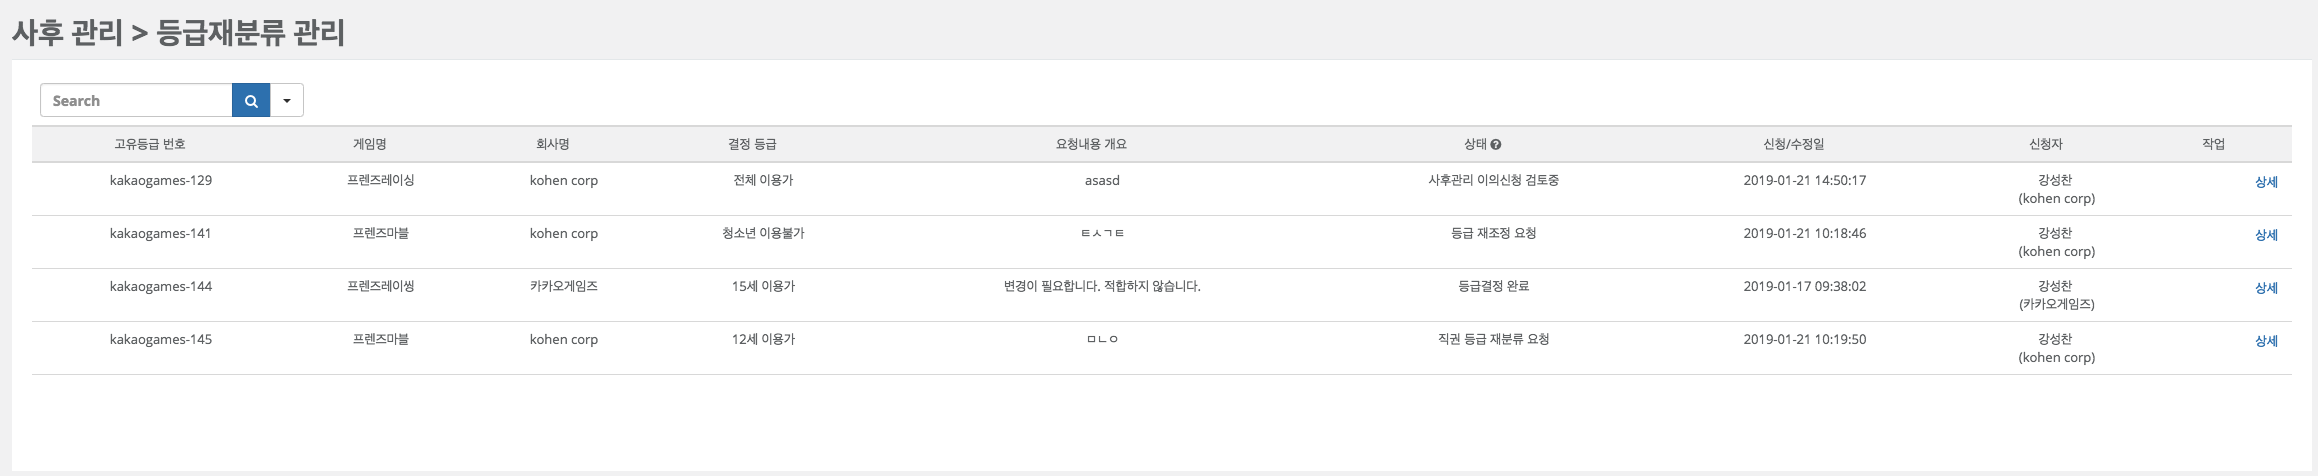 사후 관리 > 등급재분류 관리
Search
고유등급 번호 게임명 회사명 결정 등급 요청내용 개요 상태 신청/수정일 신청자 작업
kakaogames-129 프렌즈레이싱 kohen corp 전체 이용가 asasd 사후관리 이의신청 검토중 2019-01-21 14:50:17 강성찬 상세
(kohen corp)
kakaogames-141 프렌즈마블 kohen corp 청소년 이용불가 ㅌㅅㄱㅌ 등급 재조정 요청 2019-01-21 10:18:46 강성찬 상세
(kohen corp)
kakaogames-144 프렌즈레이씽 카카오게임즈 15세 이용가 변경이 필요합니다. 적합하지 않습니다. 등급결정 완료 2019-01-17 09:38:02 강성찬 상세
(카카오게임즈)
kakaogames-145 프렌즈마블 kohen corp 12세 이용가 ㅁㄴㅇ 직권 등급 재분류 요청 2019-01-21 10:19:50 강성찬 상세
(kohen corp)